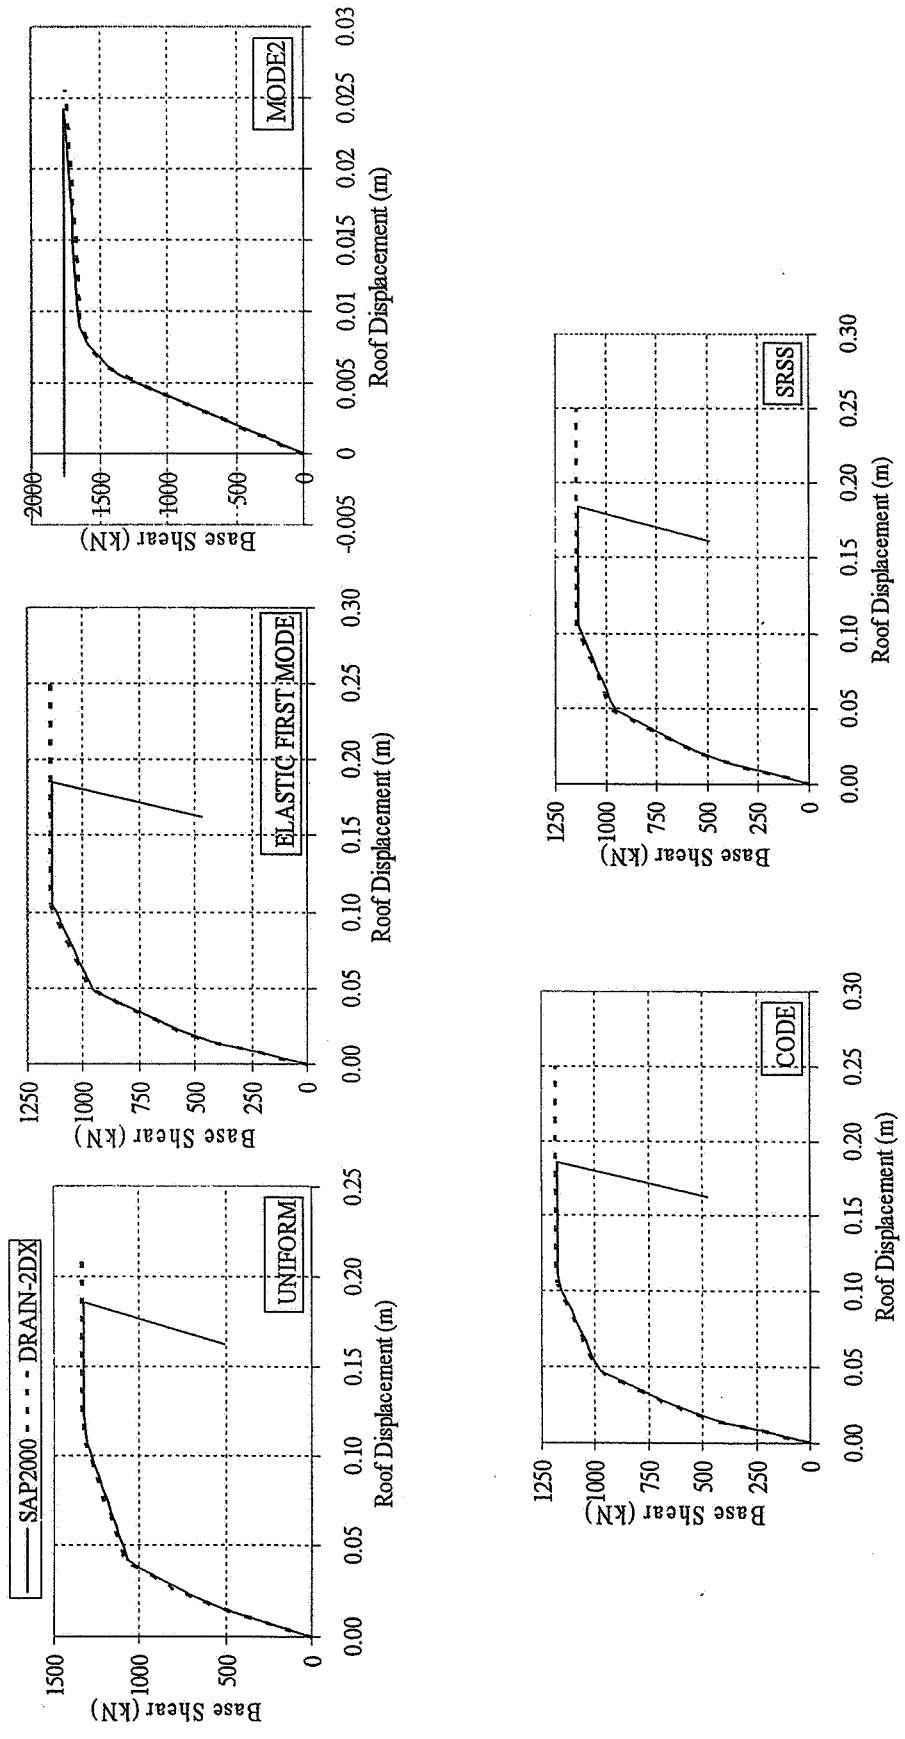 SAP2000 DRAIN-2DX
Base Shear (kN)
1500
1000
500
0
0.00 0.05 0.10 0.15 0.20 0.25
Roof Displacement (m)
UNIFORM
Base Shear (kN)
1250
1000
750
500
250
0
0.00 0.05 0.10 0.15 0.20 0.25 0.30
Roof Displacement (m)
ELASTIC FIRST MODE
Base Shear (kN)
2000
1500
1000
500
0
-0.005 0 0.005 0.01 0.015 0.02 0.025 0.03
Roof Displacement (m)
MODE2
Base Shear (kN)
1250
1000
750
500
250
0
0.00 0.05 0.10 0.15 0.20 0.25 0.30
Roof Displacement (m)
CODE
Base Shear (kN)
1250
1000
750
500
250
0
0.00 0.05 0.10 0.15 0.20 0.25 0.30
Roof Displacement (m)
SRSS